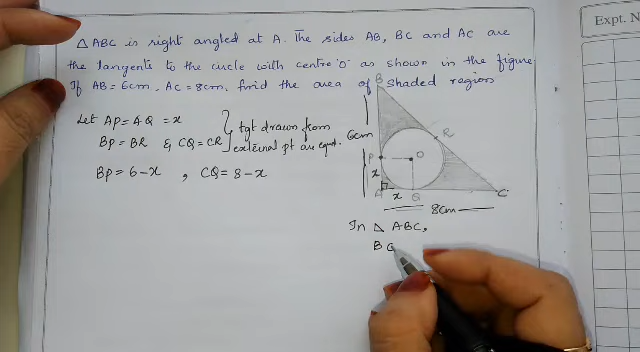 △ ABC is right angled at A. The sides AB, BC and AC are
the tangents to the circle with centre 'O' as shown in the figure
If AB = 6cm, AC = 8cm, find the area of shaded region
Let AP = AQ = x
BP = BR & CQ = CR
tgt drawn from
external pt are equal.
BP = 6-x , CQ = 8-x
B
6cm
R
P
O
x
A
x
Q
C
8cm
In △ ABC,
BC
Expt. N